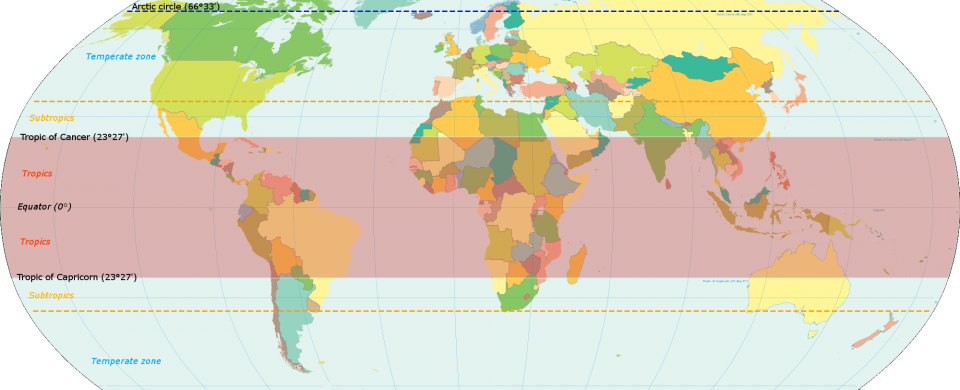 Arctic circle (66°33')
Temperate zone
Subtropics
Tropic of Cancer (23°27')
Tropics
Equator (0°)
Tropics
Tropic of Capricorn (23°27')
Subtropics
Temperate zone